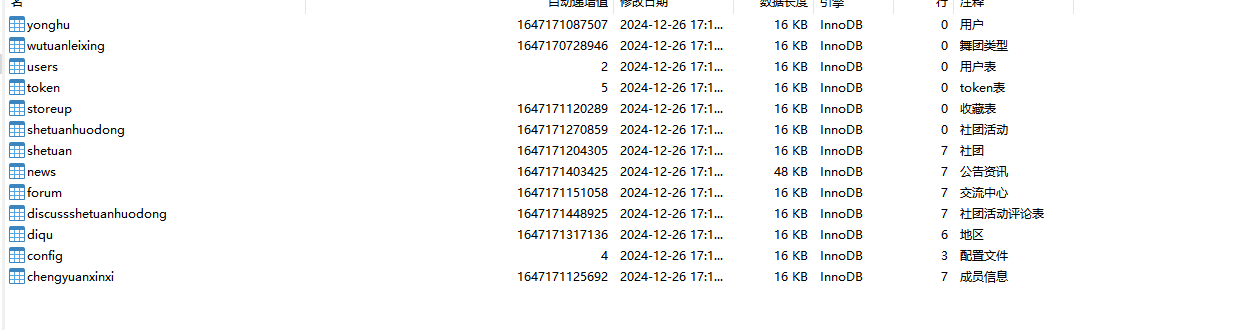 名 自动递增值 修改日期 数据长度 引擎 行 注释
yonghu 1647171087507 2024-12-26 17:1... 16 KB InnoDB 0 用户
wutuanleixing 1647170728946 2024-12-26 17:1... 16 KB InnoDB 0 舞团类型
users 2 2024-12-26 17:1... 16 KB InnoDB 0 用户表
token 5 2024-12-26 17:1... 16 KB InnoDB 0 token表
storeup 1647171120289 2024-12-26 17:1... 16 KB InnoDB 0 收藏表
shetuanhuodong 1647171270859 2024-12-26 17:1... 16 KB InnoDB 0 社团活动
shetuan 1647171204305 2024-12-26 17:1... 16 KB InnoDB 7 社团
news 1647171403425 2024-12-26 17:1... 48 KB InnoDB 7 公告资讯
forum 1647171151058 2024-12-26 17:1... 16 KB InnoDB 7 交流中心
discussshetuanhuodong 1647171448925 2024-12-26 17:1... 16 KB InnoDB 7 社团活动评论表
diqu 1647171317136 2024-12-26 17:1... 16 KB InnoDB 6 地区
config 4 2024-12-26 17:1... 16 KB InnoDB 3 配置文件
chengyuanxinxi 1647171125692 2024-12-26 17:1... 16 KB InnoDB 7 成员信息